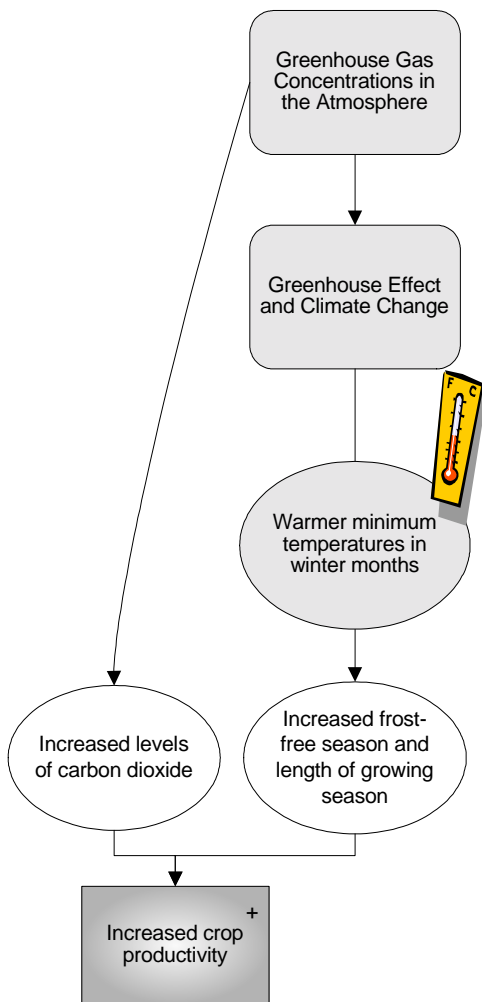 Greenhouse Gas
Concentrations in
the Atmosphere
Greenhouse Effect
and Climate Change
F C
Warmer minimum
temperatures in
winter months
Increased levels
of carbon dioxide
Increased frost-
free season and
length of growing
season
+
Increased crop
productivity